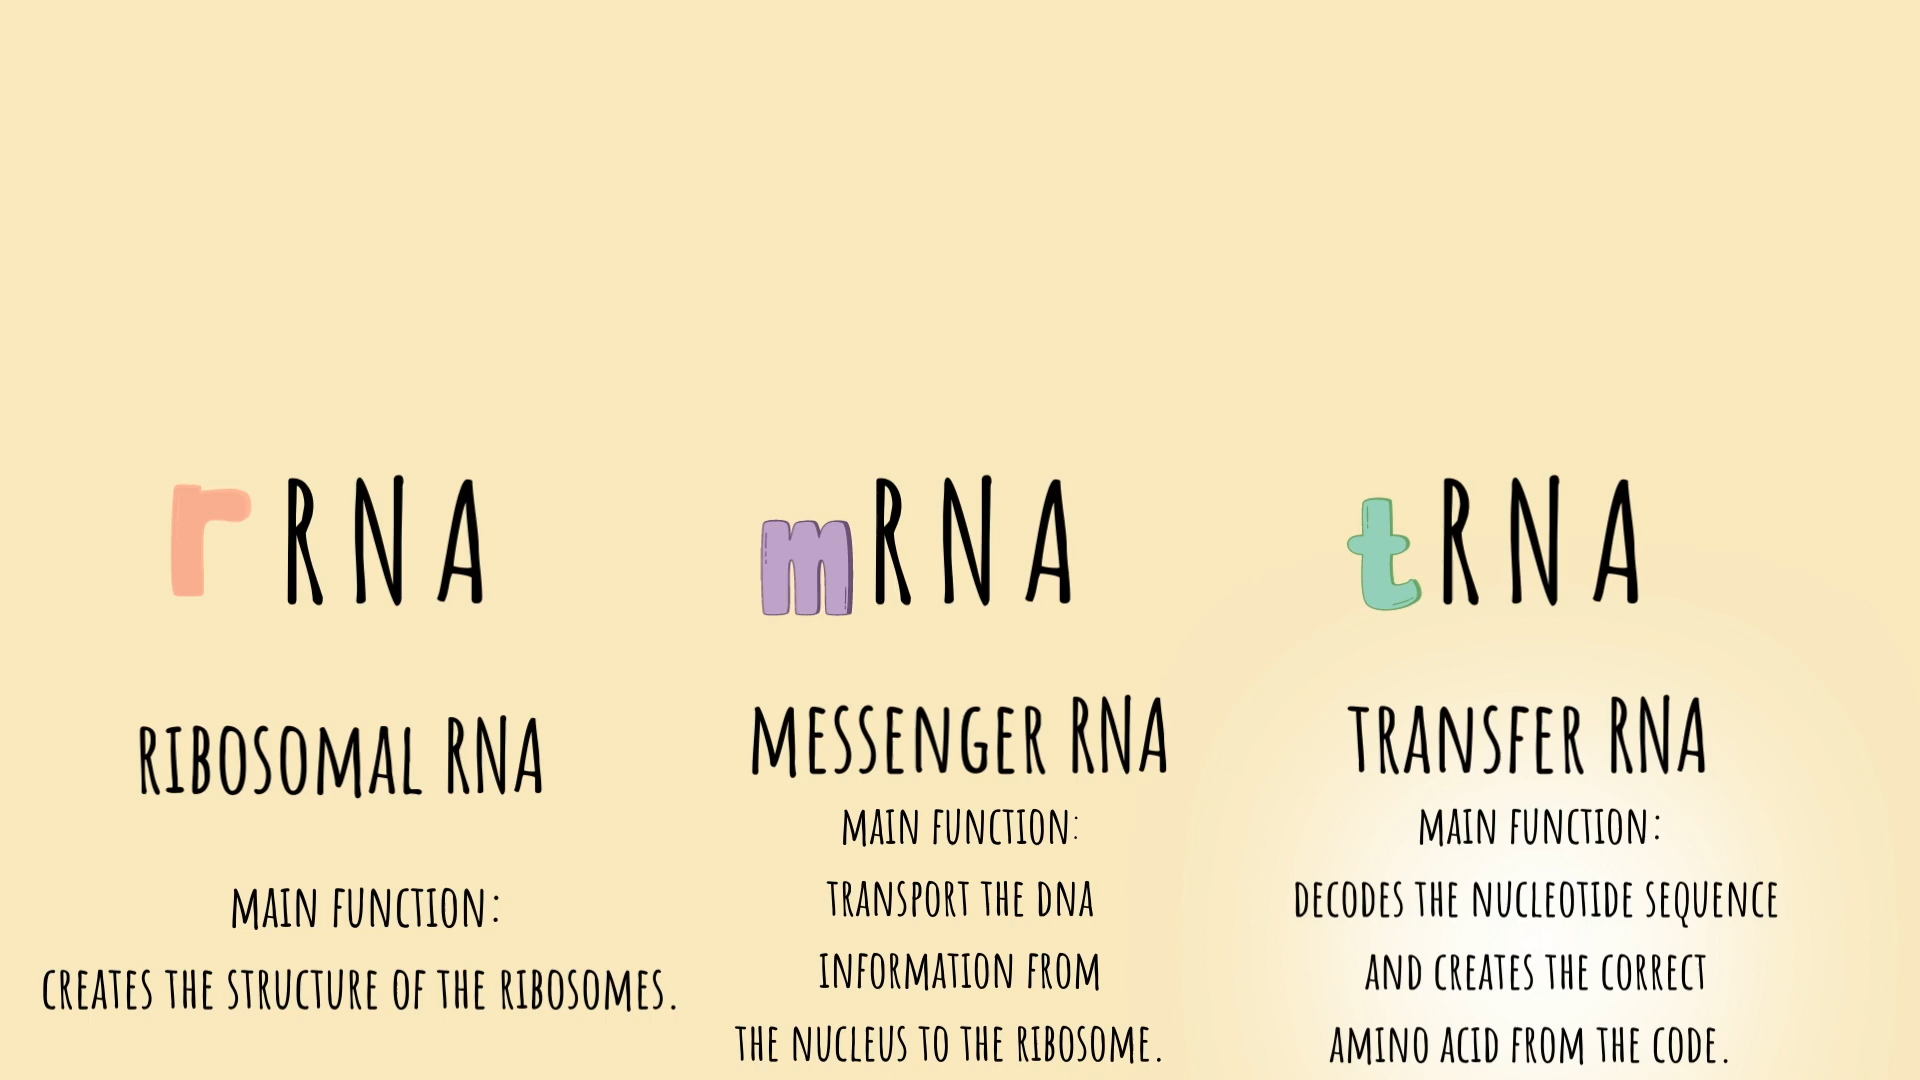 rRNA
RIBOSOMAL RNA
MAIN FUNCTION:
CREATES THE STRUCTURE OF THE RIBOSOMES.
mRNA
MESSENGER RNA
MAIN FUNCTION:
TRANSPORT THE DNA
INFORMATION FROM
THE NUCLEUS TO THE RIBOSOME.
tRNA
TRANSFER RNA
MAIN FUNCTION:
DECODES THE NUCLEOTIDE SEQUENCE
AND CREATES THE CORRECT
AMINO ACID FROM THE CODE.